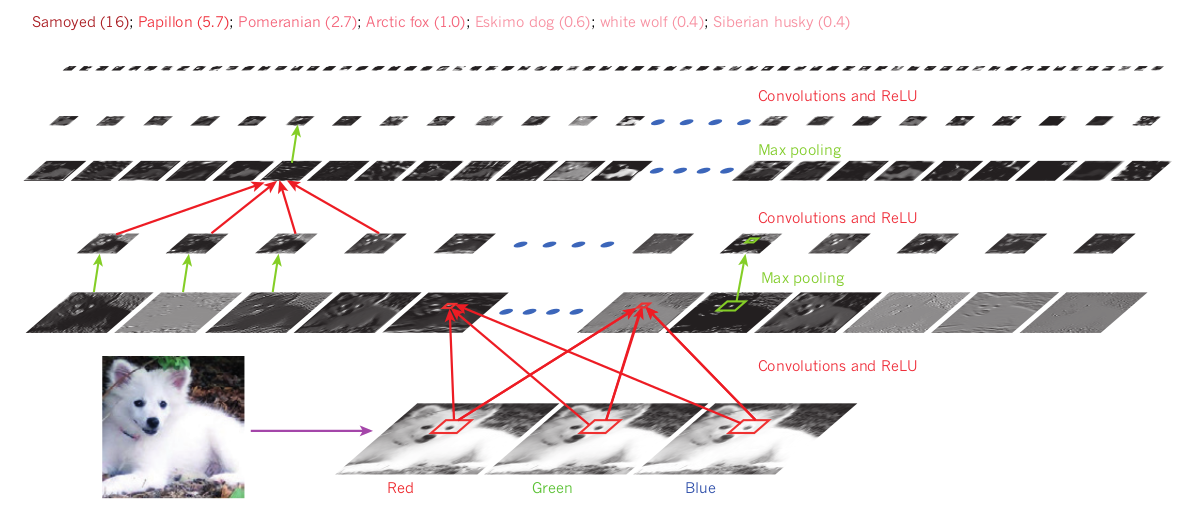 Samoyed (16); Papillon (5.7); Pomeranian (2.7); Arctic fox (1.0); Eskimo dog (0.6); white wolf (0.4); Siberian husky (0.4)
Convolutions and ReLU
Max pooling
Convolutions and ReLU
Max pooling
Convolutions and ReLU
Red
Green
Blue